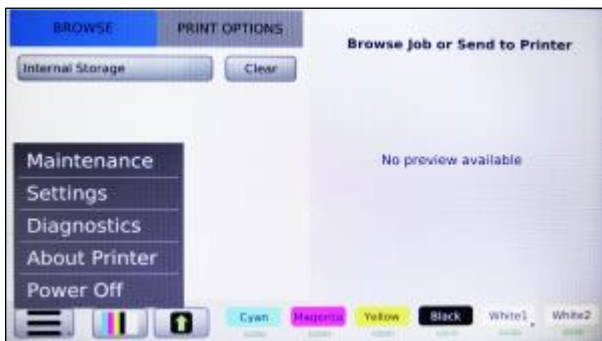 BROWSE
PRINT OPTIONS
Browse Job or Send to Printer
Internal Storage
Clear
No preview available
Maintenance
Settings
Diagnostics
About Printer
Power Off
Cyan
Magenta
Yellow
Black
White1
White2